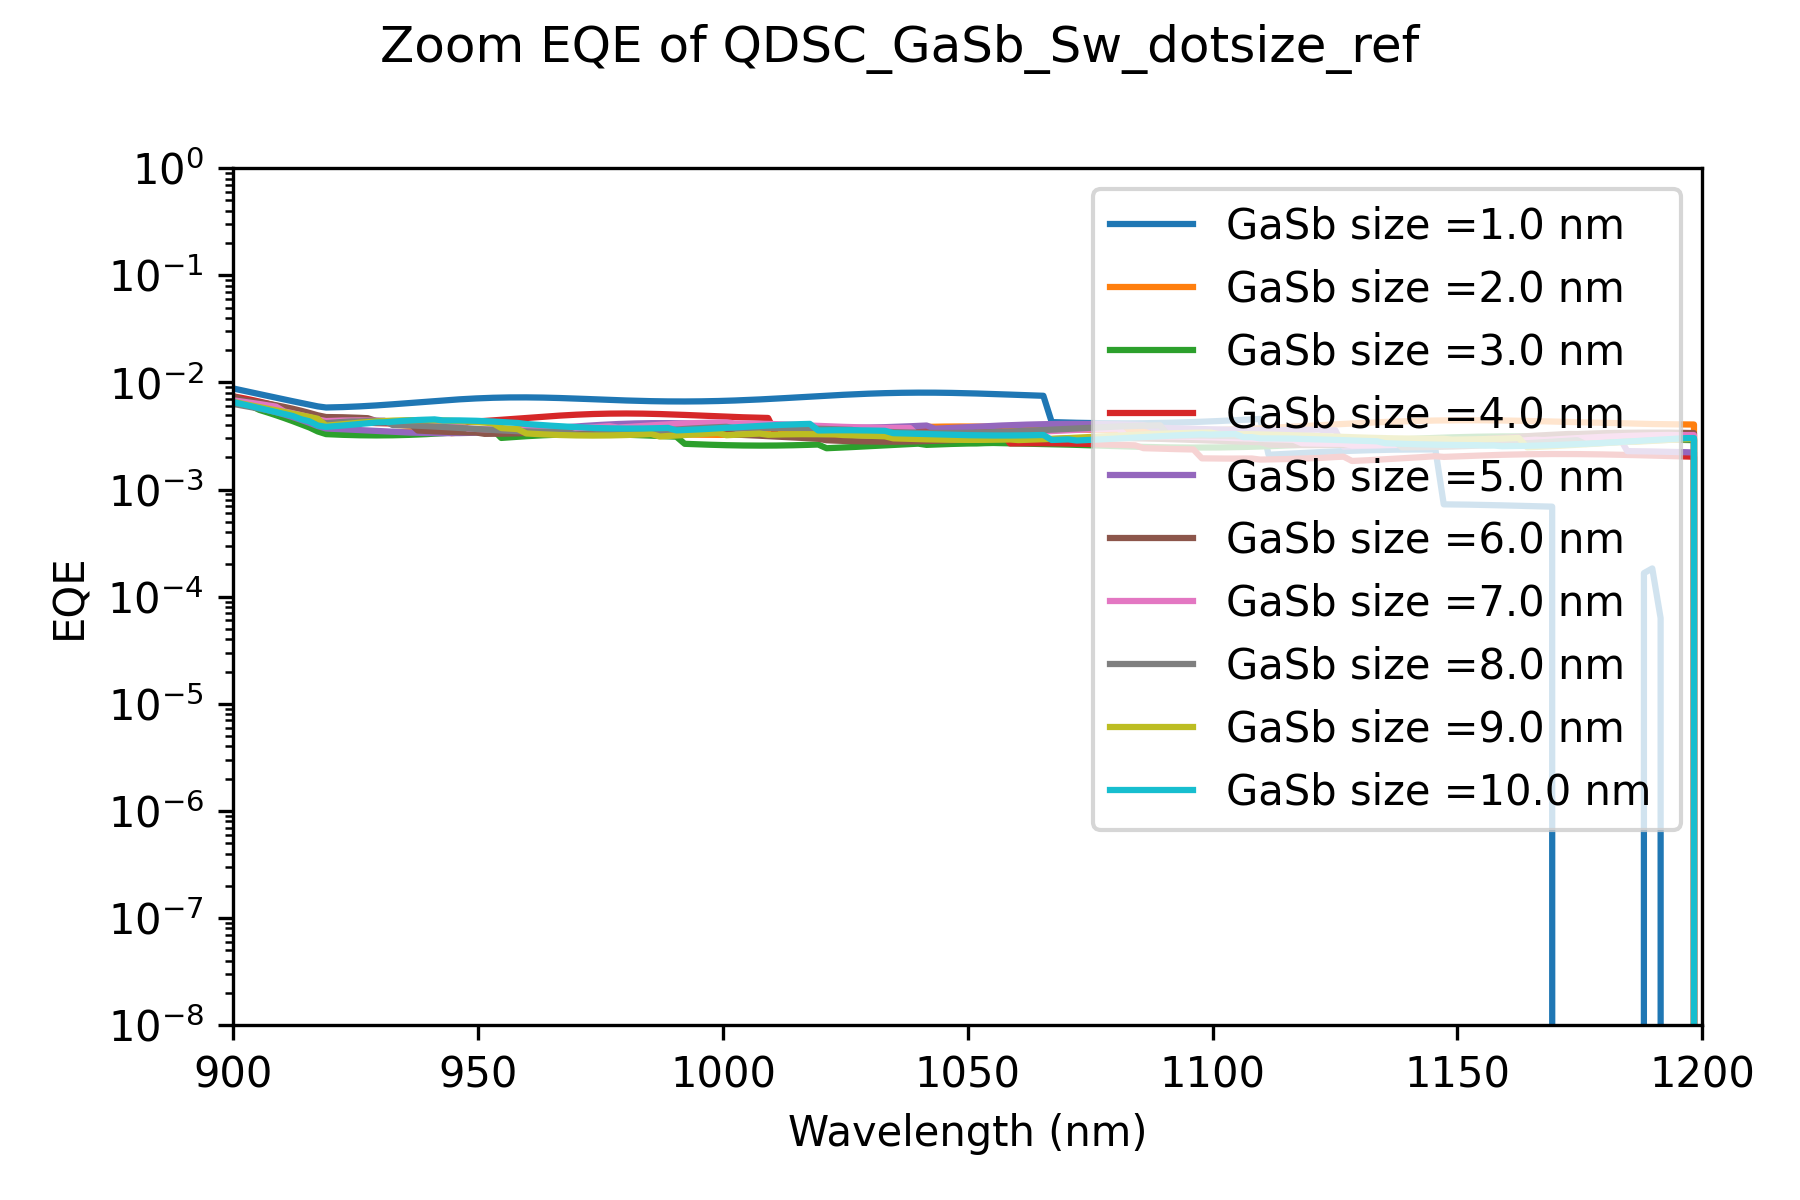 Zoom EQE of QDSC_GaSb_Sw_dotsize_ref
10⁰
10⁻¹
10⁻²
10⁻³
10⁻⁴
10⁻⁵
10⁻⁶
10⁻⁷
10⁻⁸
EQE
GaSb size =1.0 nm
GaSb size =2.0 nm
GaSb size =3.0 nm
GaSb size =4.0 nm
GaSb size =5.0 nm
GaSb size =6.0 nm
GaSb size =7.0 nm
GaSb size =8.0 nm
GaSb size =9.0 nm
GaSb size =10.0 nm
900 950 1000 1050 1100 1150 1200
Wavelength (nm)